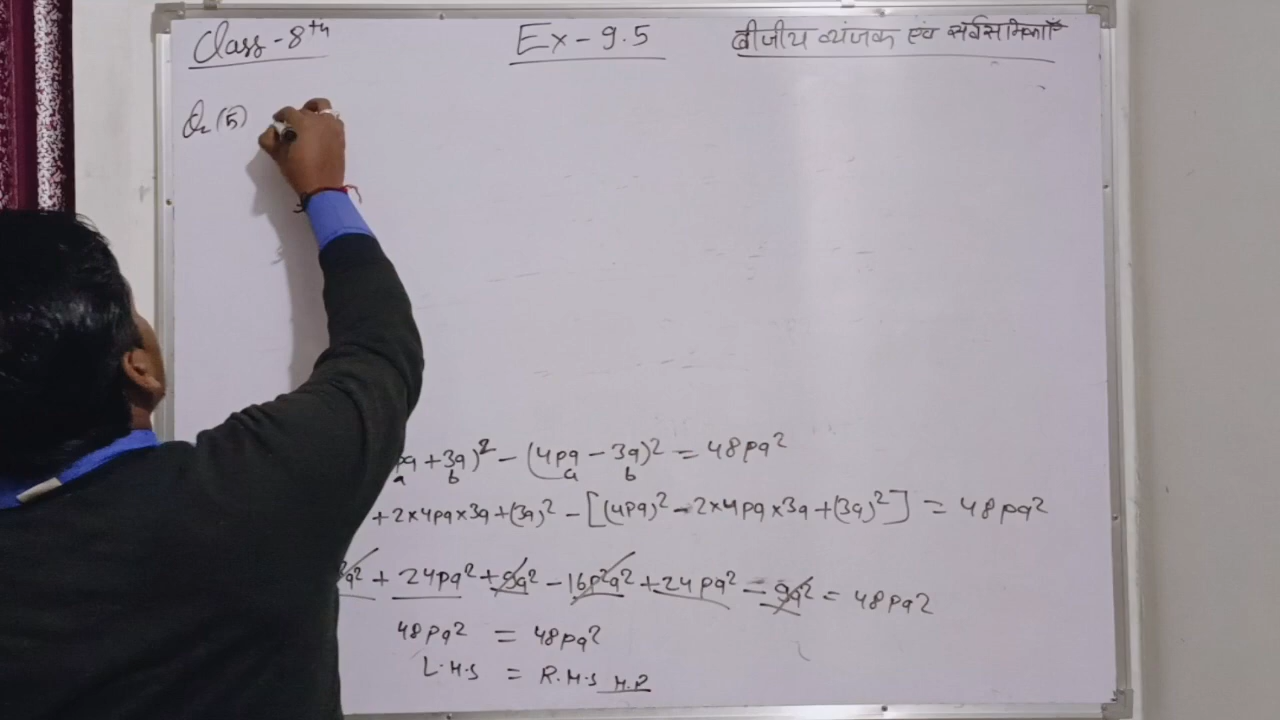 Class-8th Ex-9.5 बीजीय व्यंजक एवं सर्वसमिकाएँ
Q(5)
+3q)² - (4pq - 3q)² = 48pq²
a b a b
+ 2×4pq×3q + (3q)² - [(4pq)² - 2×4pq×3q + (3q)²] = 48pq²
+ 24pq² + 9q² - 16p²q² + 24pq² - 9q² = 48pq²
48pq² = 48pq²
L.H.S = R.H.S H.P